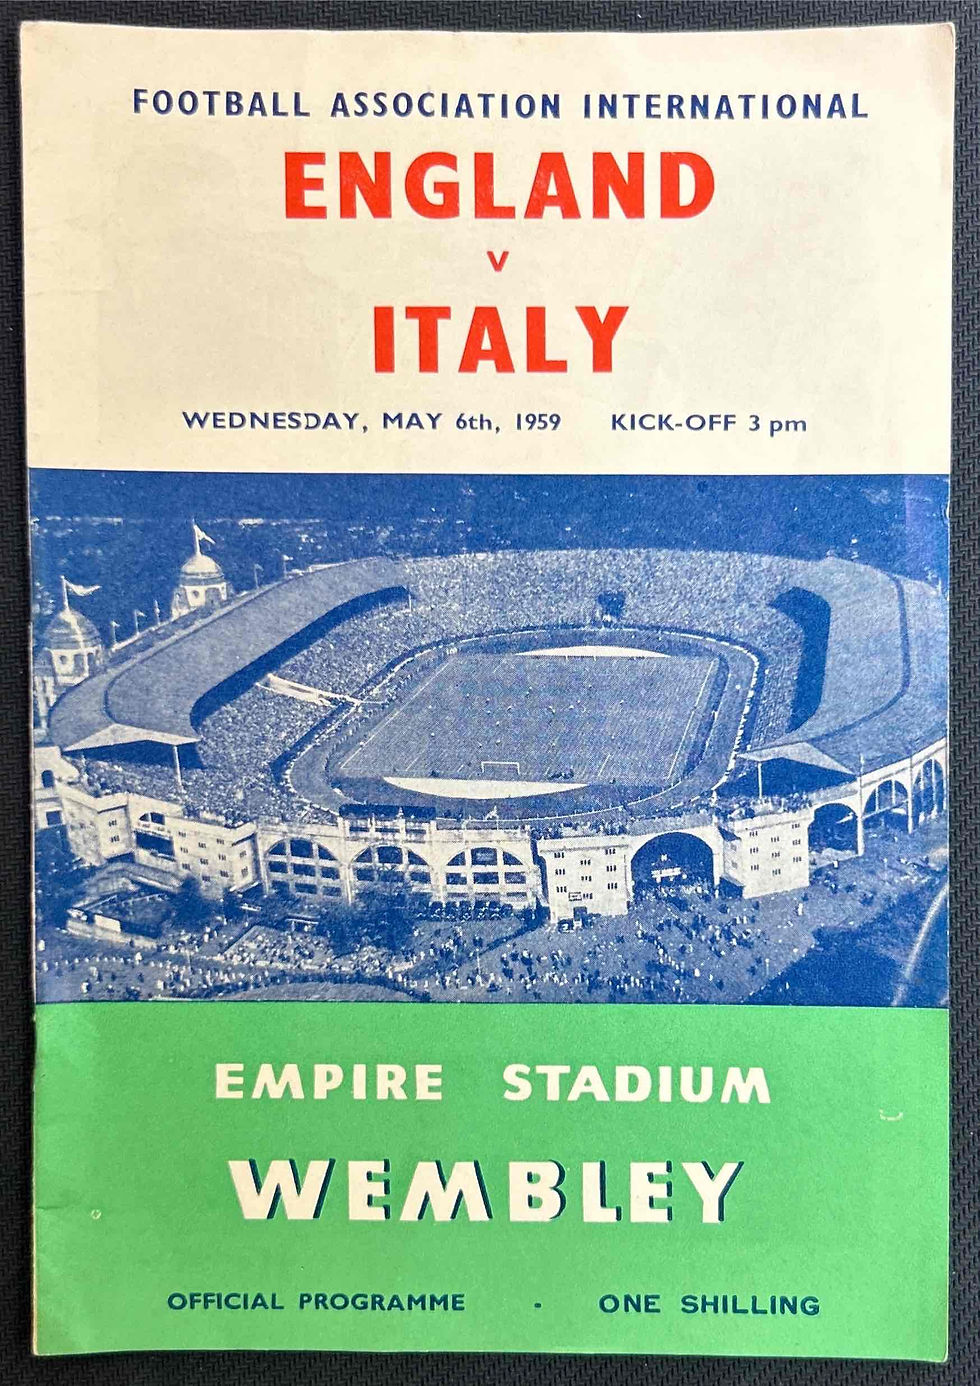 FOOTBALL ASSOCIATION INTERNATIONAL
ENGLAND
v
ITALY
WEDNESDAY, MAY 6th, 1959 KICK-OFF 3 pm
EMPIRE STADIUM
WEMBLEY
OFFICIAL PROGRAMME - ONE SHILLING